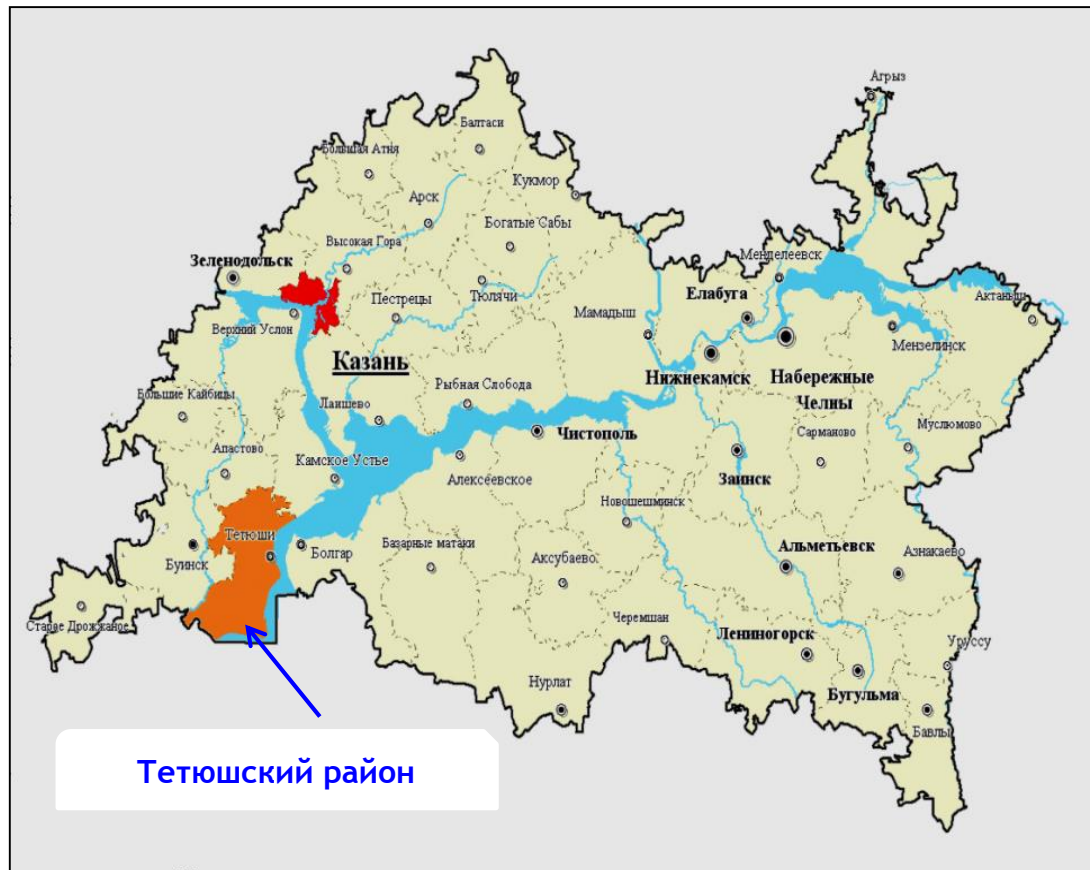 Агрыз
Балтаси
Большая Атня
Кукмор
Арск
Богатые Сабы
Высокая Гора
Менделеевск
Зеленодольск
Елабуга
Тюлячи
Пестрецы
Актаныш
Мамадыш
Верхний Услон
Мензелинск
Казань
Нижнекамск
Набережные
Челны
Рыбная Слобода
Большие Кайбицы
Лаишево
Муслюмово
Чистополь
Сарманово
Апастово
Камское Устье
Алексеевское
Заинск
Новошешминск
Тетюши
Болгар
Базарные матаки
Альметьевск
Азнакаево
Аксубаево
Буинск
Черемшан
Старое Дрожжаное
Лениногорск
Уруссу
Нурлат
Бугульма
Бавлы
Тетюшский район